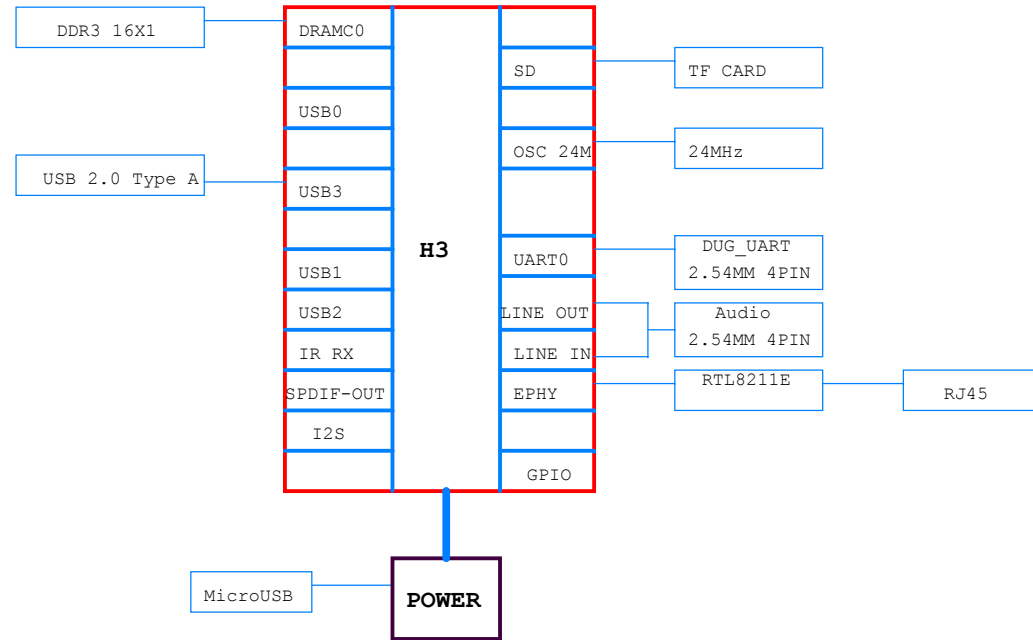 DDR3 16X1
DRAMC0
SD
TF CARD
USB0
OSC 24M
24MHz
USB 2.0 Type A
USB3
H3
UART0
DUG_UART
2.54MM 4PIN
USB1
USB2
LINE OUT
Audio
2.54MM 4PIN
IR RX
LINE IN
SPDIF-OUT
EPHY
RTL8211E
RJ45
I2S
GPIO
MicroUSB
POWER